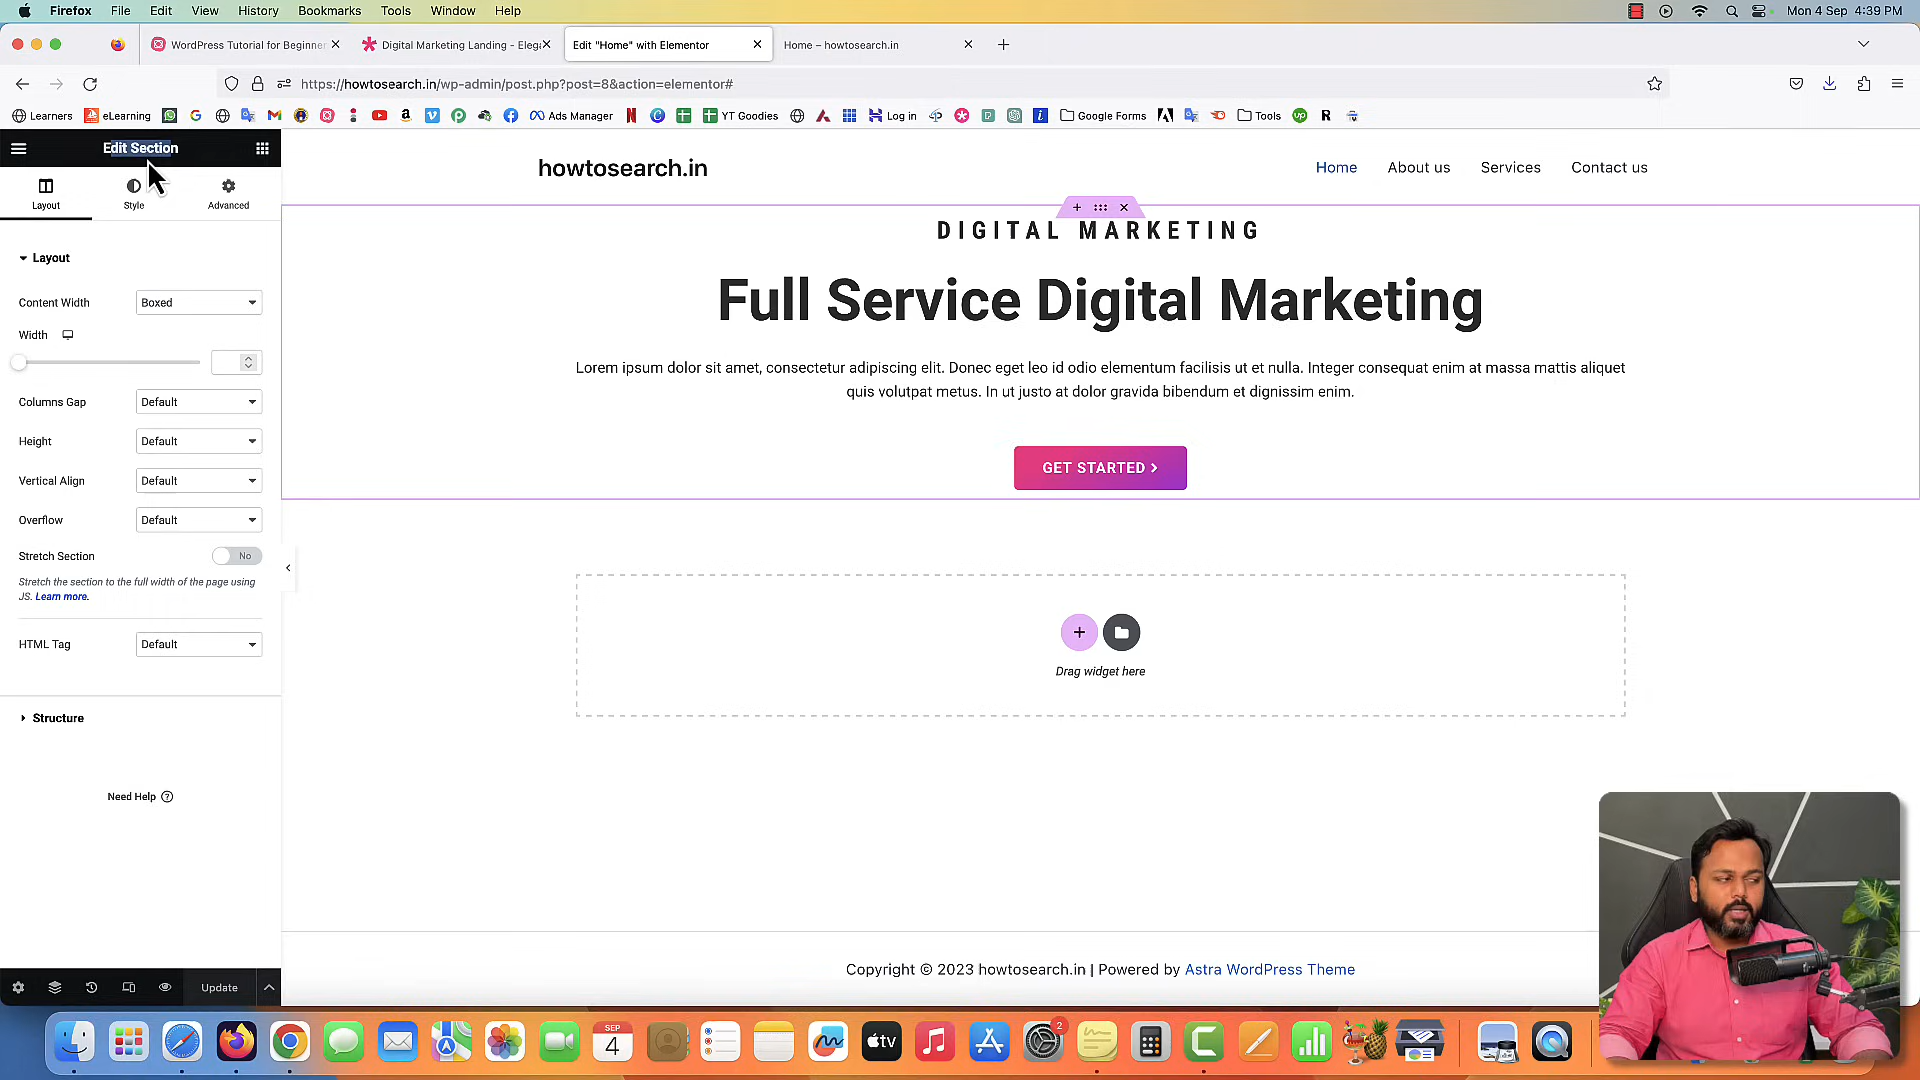 Firefox File Edit View History Bookmarks Tools Window Help Mon 4 Sep 4:39 PM
WordPress Tutorial for Beginner Digital Marketing Landing - Elega Edit "Home" with Elementor Home – howtosearch.in
https://howtosearch.in/wp-admin/post.php?post=8&action=elementor#
Learners eLearning Ads Manager YT Goodies Log in Google Forms Tools
Edit Section
Layout Style Advanced
howtosearch.in Home About us Services Contact us
DIGITAL MARKETING
Layout
Full Service Digital Marketing
Content Width Boxed
Width
Lorem ipsum dolor sit amet, consectetur adipiscing elit. Donec eget leo id odio elementum facilisis ut et nulla. Integer consequat enim at massa mattis aliquet
quis volutpat metus. In ut justo at dolor gravida bibendum et dignissim enim.
Columns Gap Default
Height Default
GET STARTED
Vertical Align Default
Overflow Default
Stretch Section No
Stretch the section to the full width of the page using
JS. Learn more.
HTML Tag Default
Drag widget here
Structure
Need Help
Copyright © 2023 howtosearch.in | Powered by Astra WordPress Theme
Update
SEP
4
tv
2